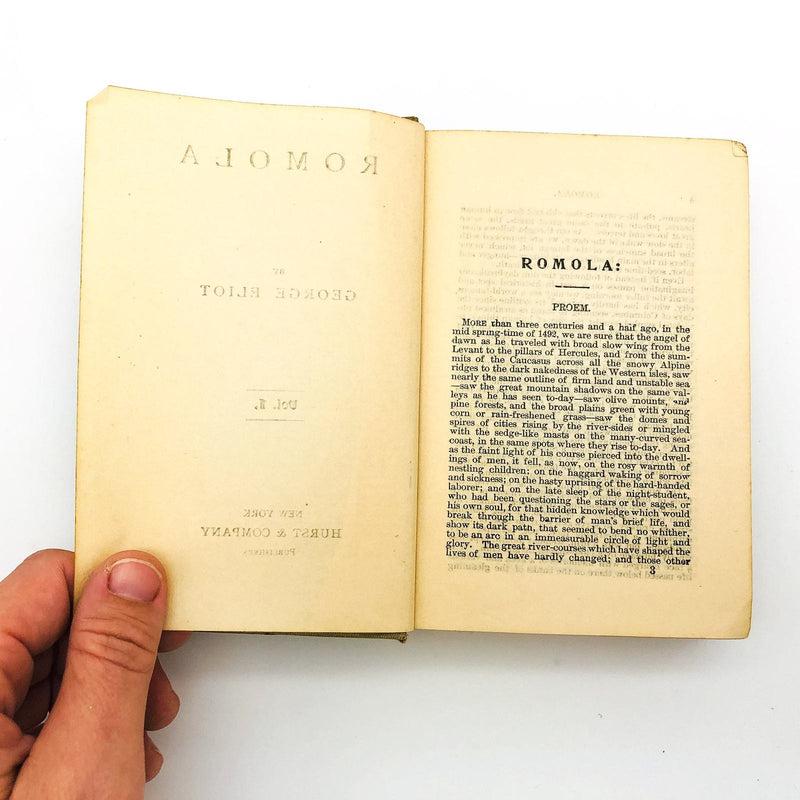 ROMOLA
BY
GEORGE ELIOT
Vol. I.
NEW YORK
HURST & COMPANY
PUBLISHERS
ROMOLA:
PROEM.
MORE than three centuries and a half ago, in the
mid spring-time of 1492, we are sure that the angel of
dawn as he traveled with broad slow wing from the
Levant to the pillars of Hercules, and from the sum-
mits of the Caucasus across all the snowy Alpine
ridges to the dark nakedness of the Western isles, saw
nearly the same outline of firm land and unstable sea
—saw the great mountain shadows on the same val-
leys as he has seen to-day—saw olive mounts, and
pine forests, and the broad plains green with young
corn or rain-freshened grass—saw the domes and
spires of cities rising by the river-sides or mingled
with the sedge-like masts on the many-curved sea-
coast, in the same spots where they rise to-day. And
as the faint light of his course pierced into the dwell-
ings of men, it fell, as now, on the rosy warmth of
nestling children; on the haggard waking of sorrow
and sickness; on the hasty uprising of the hard-handed
laborer; and on the late sleep of the night-student,
who had been questioning the stars or the sages, or
his own soul, for that hidden knowledge which would
break through the barrier of man's brief life, and
show its dark path, that seemed to bend no whither,
to be an arc in an immeasurable circle of light and
glory. The great river-courses which have shaped the
lives of men have hardly changed; and those other
3